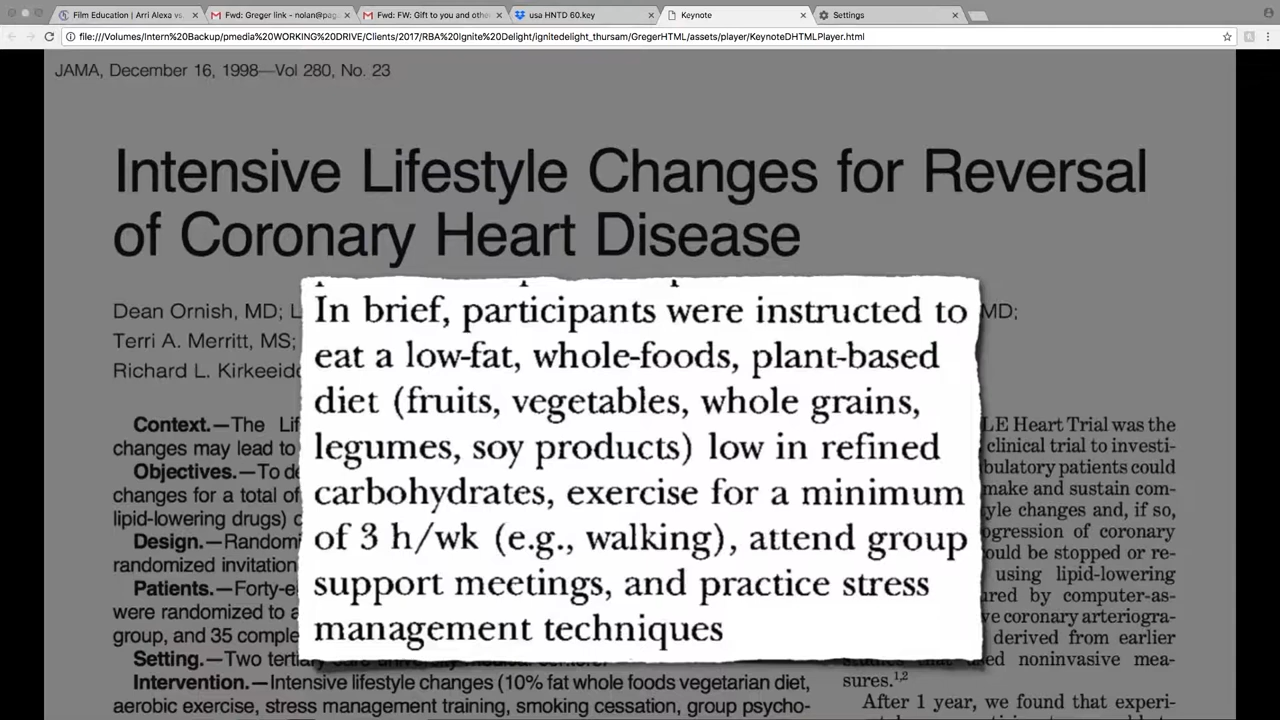 Film Education | Arri Alexa vs.
Fwd: Greger link - nolan@pag
Fwd: FW: Gift to you and othe
usa HNTD 60.key
Keynote
Settings
file:///Volumes/Intern%20Backup/pmedia%20WORKING%20DRIVE/Clients/2017/RBA%20Ignite%20Delight/ignitedelight_thursam/GregerHTML/assets/player/KeynoteDHTMLPlayer.html
JAMA, December 16, 1998—Vol 280, No. 23
Intensive Lifestyle Changes for Reversal
of Coronary Heart Disease
Dean Ornish, MD; L
MD;
Terri A. Merritt, MS;
Richard L. Kirkeeide
In brief, participants were instructed to
eat a low-fat, whole-foods, plant-based
diet (fruits, vegetables, whole grains,
legumes, soy products) low in refined
carbohydrates, exercise for a minimum
of 3 h/wk (e.g., walking), attend group
support meetings, and practice stress
management techniques
Context.—The Lif
changes may lead to
Objectives.—To de
changes for a total of
lipid-lowering drugs) c
Design.—Randomi
randomized invitation
Patients.—Forty-e
were randomized to a
group, and 35 comple
Setting.—Two tertiary care university medical centers.
Intervention.—Intensive lifestyle changes (10% fat whole foods vegetarian diet,
aerobic exercise, stress management training, smoking cessation, group psycho-
LE Heart Trial was the
clinical trial to investi-
bulatory patients could
make and sustain com-
yle changes and, if so,
ogression of coronary
ould be stopped or re-
using lipid-lowering
ured by computer-as-
ve coronary arteriogra-
derived from earlier
studies that used noninvasive mea-
sures.1,2
After 1 year, we found that experi-